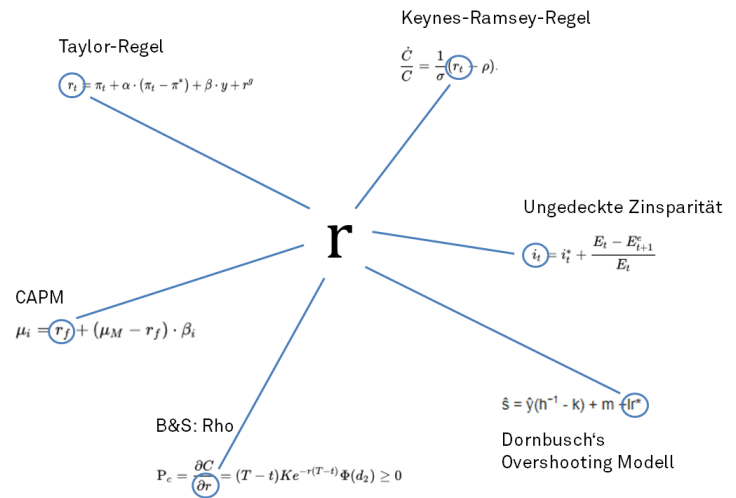 Keynes-Ramsey-Regel
Ċ/C = 1/σ (r_t - ρ).
Taylor-Regel
r_t = π_t + α · (π_t − π*) + β · y + r^g
r
Ungedeckte Zinsparität
i_t = i_t* + (E_t − E_{t+1}^e)/E_t
CAPM
μ_i = r_f + (μ_M − r_f) · β_i
B&S: Rho
P_c = ∂C/∂r = (T − t)Ke^{−r(T−t)}Φ(d_2) ≥ 0
ŝ = ŷ(h⁻¹ - k) + m +lr*
Dornbusch's
Overshooting Modell